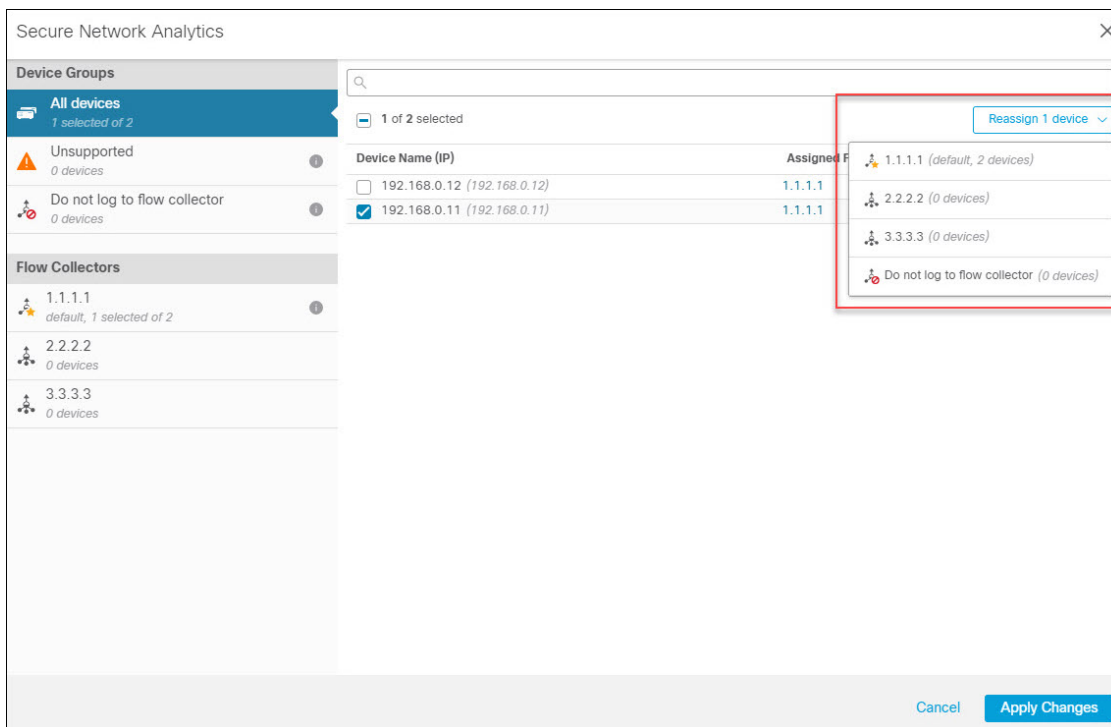 Secure Network Analytics
Device Groups
All devices
1 selected of 2
Unsupported
0 devices
Do not log to flow collector
0 devices
Flow Collectors
1.1.1.1
default, 1 selected of 2
2.2.2.2
0 devices
3.3.3.3
0 devices
1 of 2 selected
Reassign 1 device
Device Name (IP) Assigned F
192.168.0.12 (192.168.0.12) 1.1.1.1
192.168.0.11 (192.168.0.11) 1.1.1.1
1.1.1.1 (default, 2 devices)
2.2.2.2 (0 devices)
3.3.3.3 (0 devices)
Do not log to flow collector (0 devices)
Cancel Apply Changes